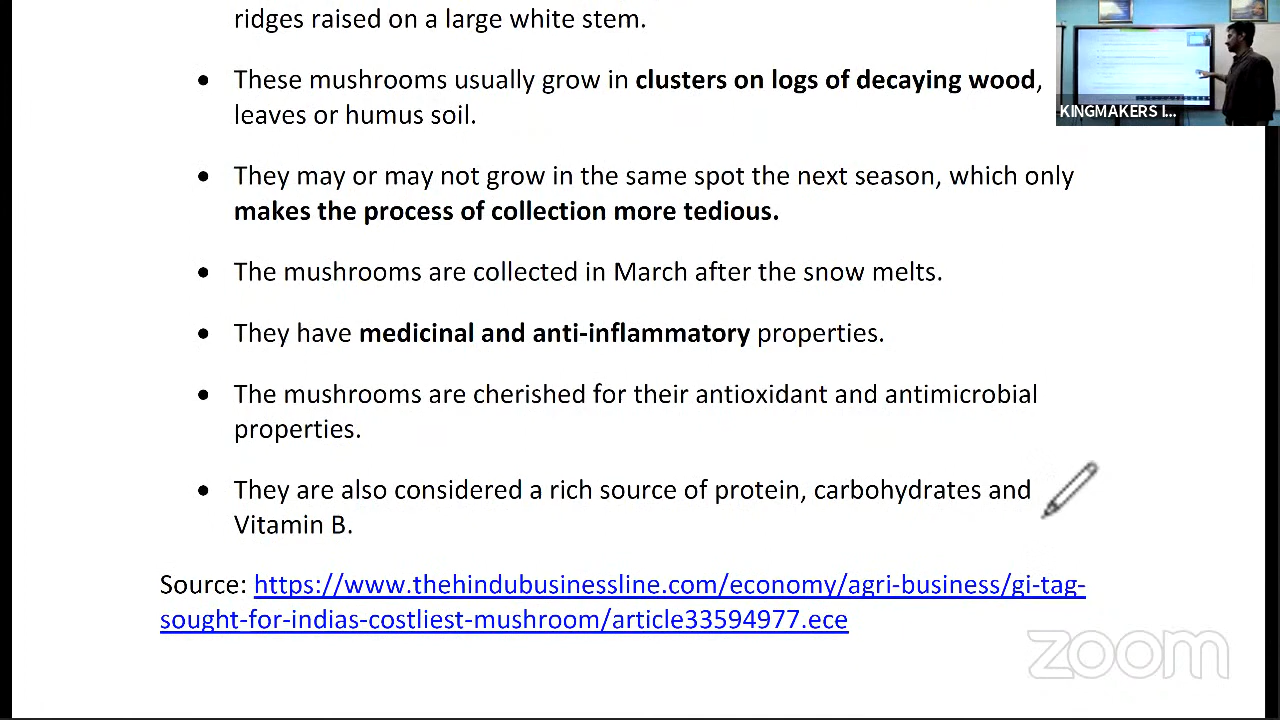 ridges raised on a large white stem.
• These mushrooms usually grow in clusters on logs of decaying wood,
leaves or humus soil.
• They may or may not grow in the same spot the next season, which only
makes the process of collection more tedious.
• The mushrooms are collected in March after the snow melts.
• They have medicinal and anti-inflammatory properties.
• The mushrooms are cherished for their antioxidant and antimicrobial
properties.
• They are also considered a rich source of protein, carbohydrates and
Vitamin B.
Source: https://www.thehindubusinessline.com/economy/agri-business/gi-tag-
sought-for-indias-costliest-mushroom/article33594977.ece
KINGMAKERS I...
zoom